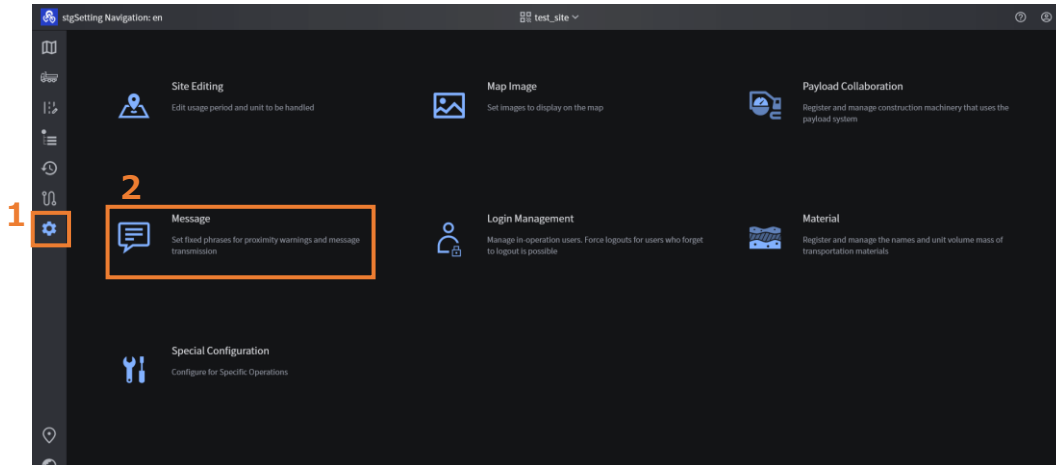 stgSetting Navigation: en
test_site
Site Editing
Edit usage period and unit to be handled
Map Image
Set images to display on the map
Payload Collaboration
Register and manage construction machinery that uses the
payload system
2
1
Message
Set fixed phrases for proximity warnings and message
transmission
Login Management
Manage in-operation users. Force logouts for users who forget
to logout is possible
Material
Register and manage the names and unit volume mass of
transportation materials
Special Configuration
Configure for Specific Operations